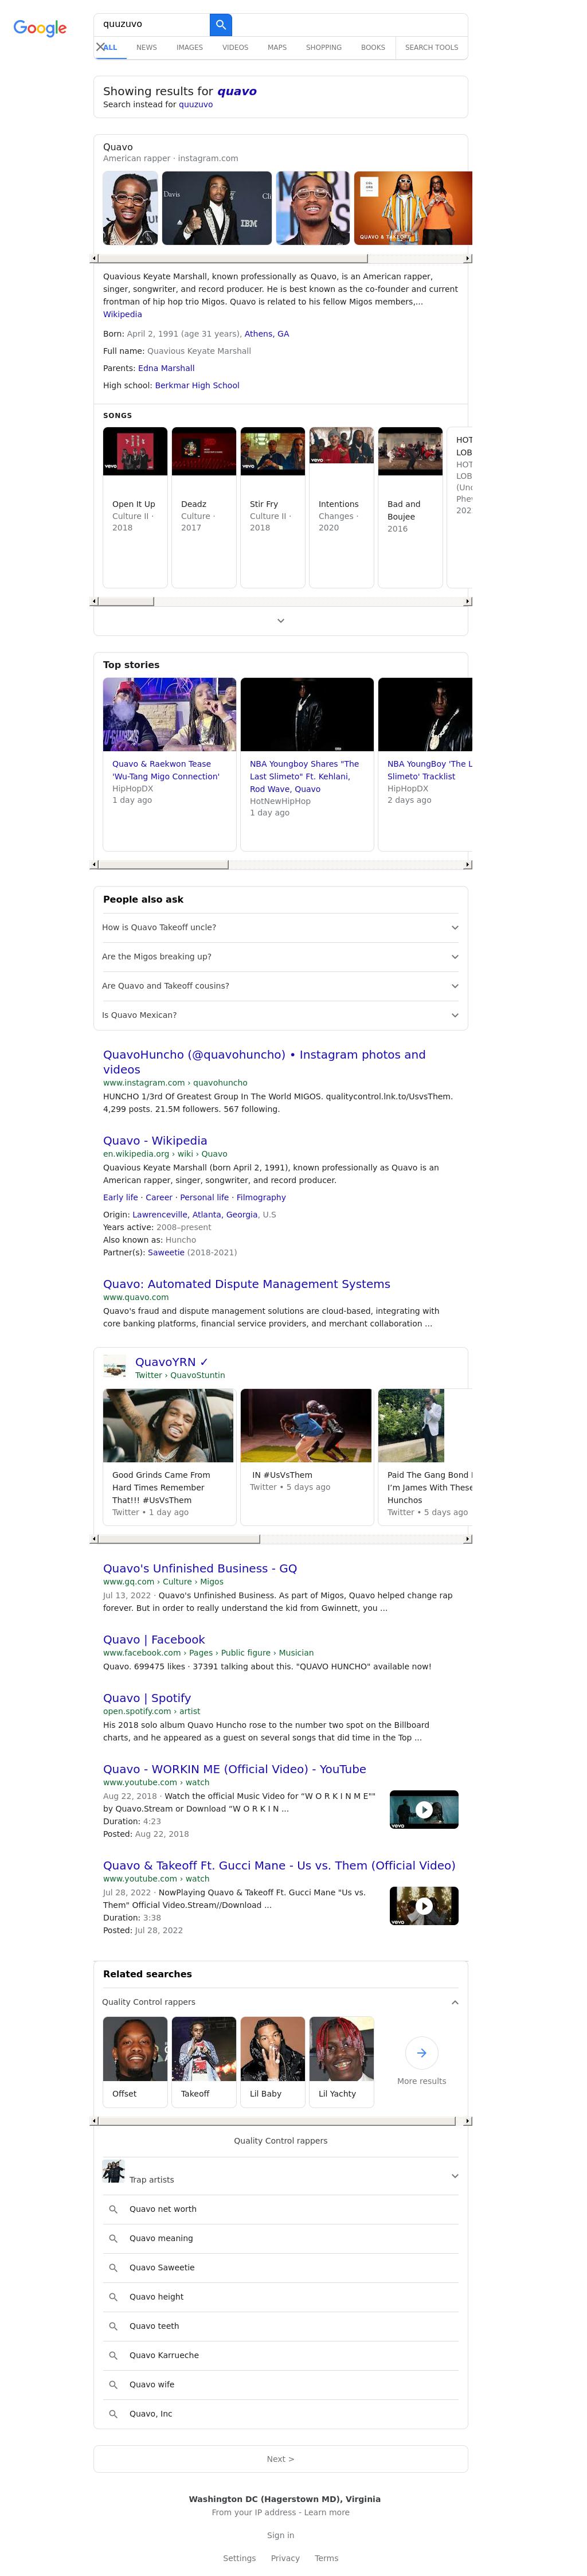 Google
quuzuvo
ALL NEWS IMAGES VIDEOS MAPS SHOPPING BOOKS SEARCH TOOLS
Showing results for quavo
Search instead for quuzuvo
Quavo
American rapper · instagram.com
Davis
IBM
QUAVO & TAKEOFF
Quavious Keyate Marshall, known professionally as Quavo, is an American rapper,
singer, songwriter, and record producer. He is best known as the co-founder and current
frontman of hip hop trio Migos. Quavo is related to his fellow Migos members,...
Wikipedia
Born: April 2, 1991 (age 31 years), Athens, GA
Full name: Quavious Keyate Marshall
Parents: Edna Marshall
High school: Berkmar High School
SONGS
Open It Up
Culture II ·
2018
Deadz
Culture ·
2017
Stir Fry
Culture II ·
2018
Intentions
Changes ·
2020
Bad and
Boujee
2016
HOT
LOB
HOT
LOB
(Unc
Phe
202
Top stories
Quavo & Raekwon Tease
'Wu-Tang Migo Connection'
HipHopDX
1 day ago
NBA Youngboy Shares "The
Last Slimeto" Ft. Kehlani,
Rod Wave, Quavo
HotNewHipHop
1 day ago
NBA YoungBoy 'The L
Slimeto' Tracklist
HipHopDX
2 days ago
People also ask
How is Quavo Takeoff uncle?
Are the Migos breaking up?
Are Quavo and Takeoff cousins?
Is Quavo Mexican?
QuavoHuncho (@quavohuncho) • Instagram photos and
videos
www.instagram.com › quavohuncho
HUNCHO 1/3rd Of Greatest Group In The World MIGOS. qualitycontrol.lnk.to/UsvsThem.
4,299 posts. 21.5M followers. 567 following.
Quavo - Wikipedia
en.wikipedia.org › wiki › Quavo
Quavious Keyate Marshall (born April 2, 1991), known professionally as Quavo is an
American rapper, singer, songwriter, and record producer.
Early life · Career · Personal life · Filmography
Origin: Lawrenceville, Atlanta, Georgia, U.S
Years active: 2008–present
Also known as: Huncho
Partner(s): Saweetie (2018-2021)
Quavo: Automated Dispute Management Systems
www.quavo.com
Quavo's fraud and dispute management solutions are cloud-based, integrating with
core banking platforms, financial service providers, and merchant collaboration ...
QuavoYRN ✓
Twitter › QuavoStuntin
Good Grinds Came From
Hard Times Remember
That!!! #UsVsThem
Twitter • 1 day ago
IN #UsVsThem
Twitter • 5 days ago
Paid The Gang Bond
I'm James With These
Hunchos
Twitter • 5 days ago
Quavo's Unfinished Business - GQ
www.gq.com › Culture › Migos
Jul 13, 2022 · Quavo's Unfinished Business. As part of Migos, Quavo helped change rap
forever. But in order to really understand the kid from Gwinnett, you ...
Quavo | Facebook
www.facebook.com › Pages › Public figure › Musician
Quavo. 699475 likes · 37391 talking about this. "QUAVO HUNCHO" available now!
Quavo | Spotify
open.spotify.com › artist
His 2018 solo album Quavo Huncho rose to the number two spot on the Billboard
charts, and he appeared as a guest on several songs that did time in the Top ...
Quavo - WORKIN ME (Official Video) - YouTube
www.youtube.com › watch
Aug 22, 2018 · Watch the official Music Video for “W O R K I N M E""
by Quavo.Stream or Download “W O R K I N ...
Duration: 4:23
Posted: Aug 22, 2018
vevo
Quavo & Takeoff Ft. Gucci Mane - Us vs. Them (Official Video)
www.youtube.com › watch
Jul 28, 2022 · NowPlaying Quavo & Takeoff Ft. Gucci Mane "Us vs.
Them" Official Video.Stream//Download ...
Duration: 3:38
Posted: Jul 28, 2022
vevo
Related searches
Quality Control rappers
Offset
Takeoff
Lil Baby
Lil Yachty
More results
Quality Control rappers
Trap artists
Quavo net worth
Quavo meaning
Quavo Saweetie
Quavo height
Quavo teeth
Quavo Karrueche
Quavo wife
Quavo, Inc
Next >
Washington DC (Hagerstown MD), Virginia
From your IP address - Learn more
Sign in
Settings Privacy Terms